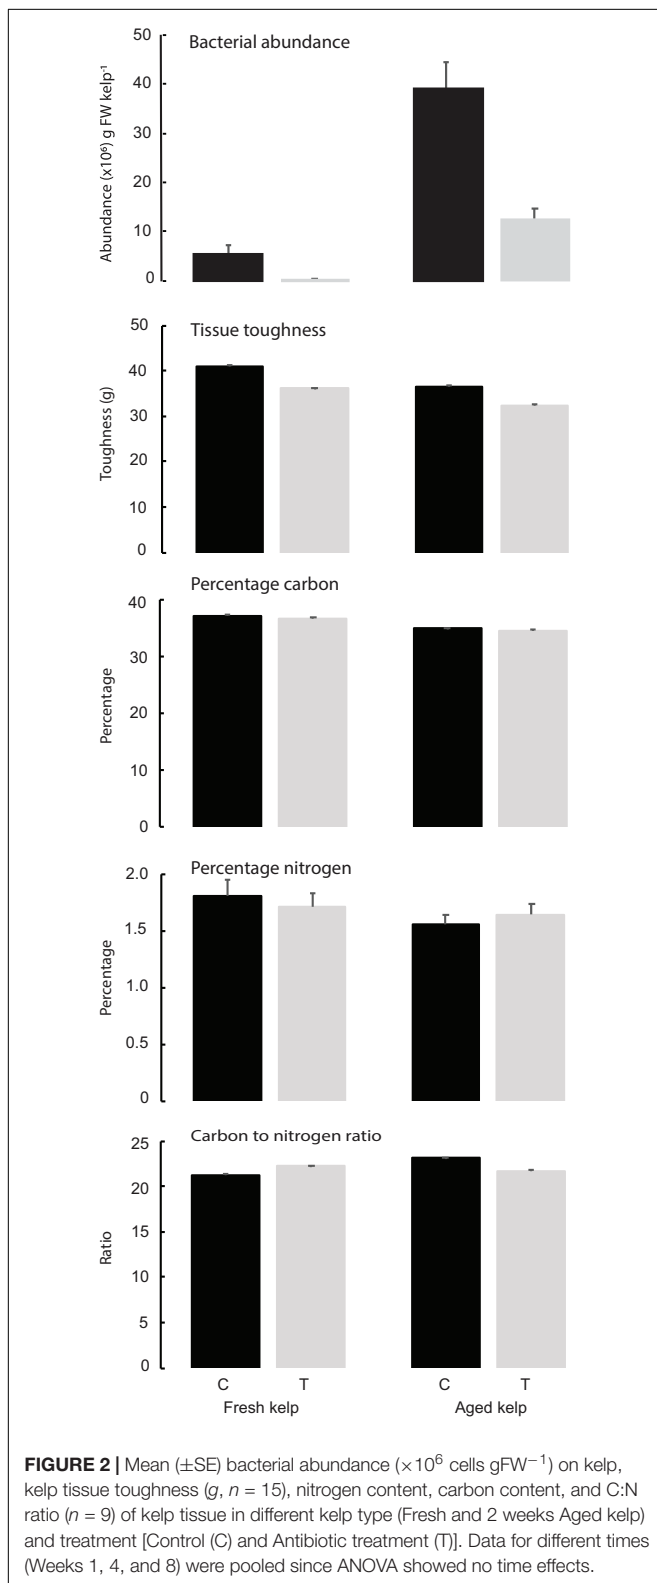 Bacterial abundance
Abundance (x10⁶) g FW kelp⁻¹
50
40
30
20
10
0
Tissue toughness
Toughness (g)
50
40
30
20
10
0
Percentage carbon
Percentage
40
30
20
10
0
Percentage nitrogen
Percentage
2.0
1.5
1.0
0.5
0
Carbon to nitrogen ratio
Ratio
25
20
15
10
5
0
C T C T
Fresh kelp Aged kelp
FIGURE 2 | Mean (±SE) bacterial abundance (×10⁶ cells gFW⁻¹) on kelp,
kelp tissue toughness (g, n = 15), nitrogen content, carbon content, and C:N
ratio (n = 9) of kelp tissue in different kelp type (Fresh and 2 weeks Aged kelp)
and treatment [Control (C) and Antibiotic treatment (T)]. Data for different times
(Weeks 1, 4, and 8) were pooled since ANOVA showed no time effects.